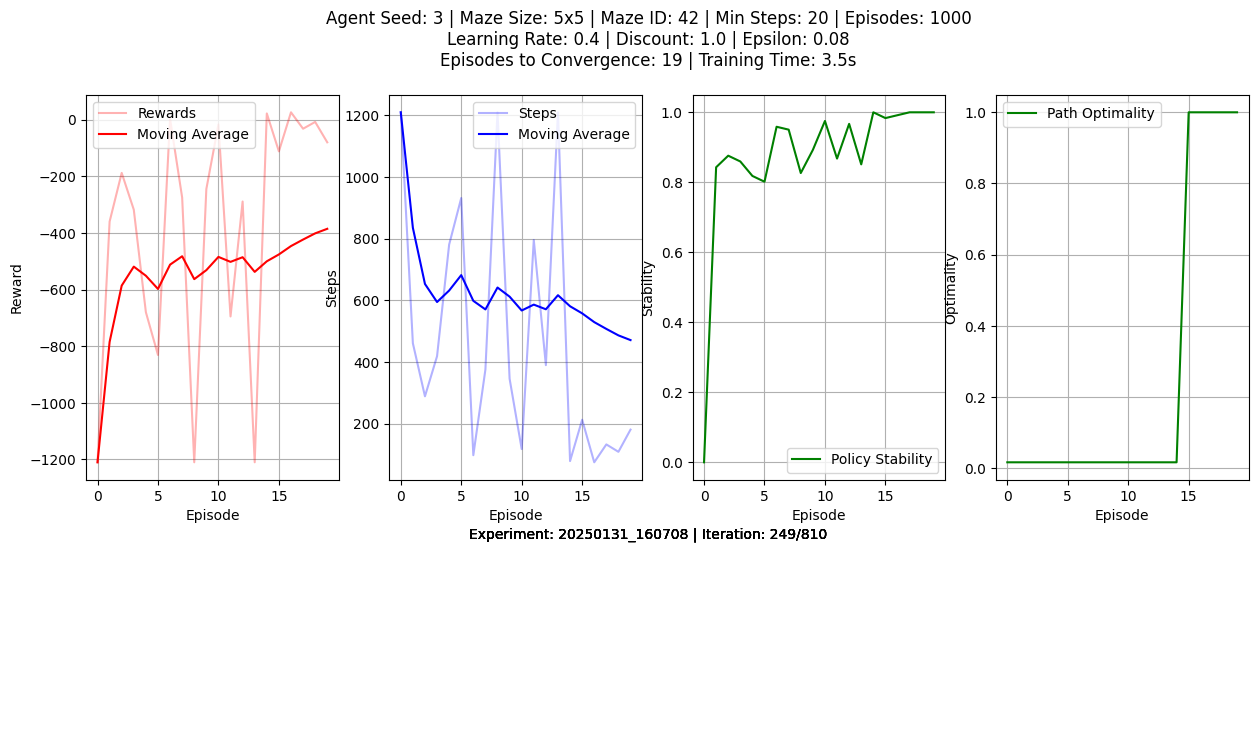 Agent Seed: 3 | Maze Size: 5x5 | Maze ID: 42 | Min Steps: 20 | Episodes: 1000
Learning Rate: 0.4 | Discount: 1.0 | Epsilon: 0.08
Episodes to Convergence: 19 | Training Time: 3.5s
Rewards
Moving Average
0
−200
−400
−600
−800
−1000
−1200
Reward
0
5
10
15
Episode
Steps
Moving Average
1200
1000
800
600
400
200
Steps
0
5
10
15
Episode
1.0
0.8
0.6
0.4
0.2
0.0
Stability
Policy Stability
0
5
10
15
Episode
Path Optimality
1.0
0.8
0.6
0.4
0.2
0.0
Optimality
0
5
10
15
Episode
Experiment: 20250131_160708 | Iteration: 249/810